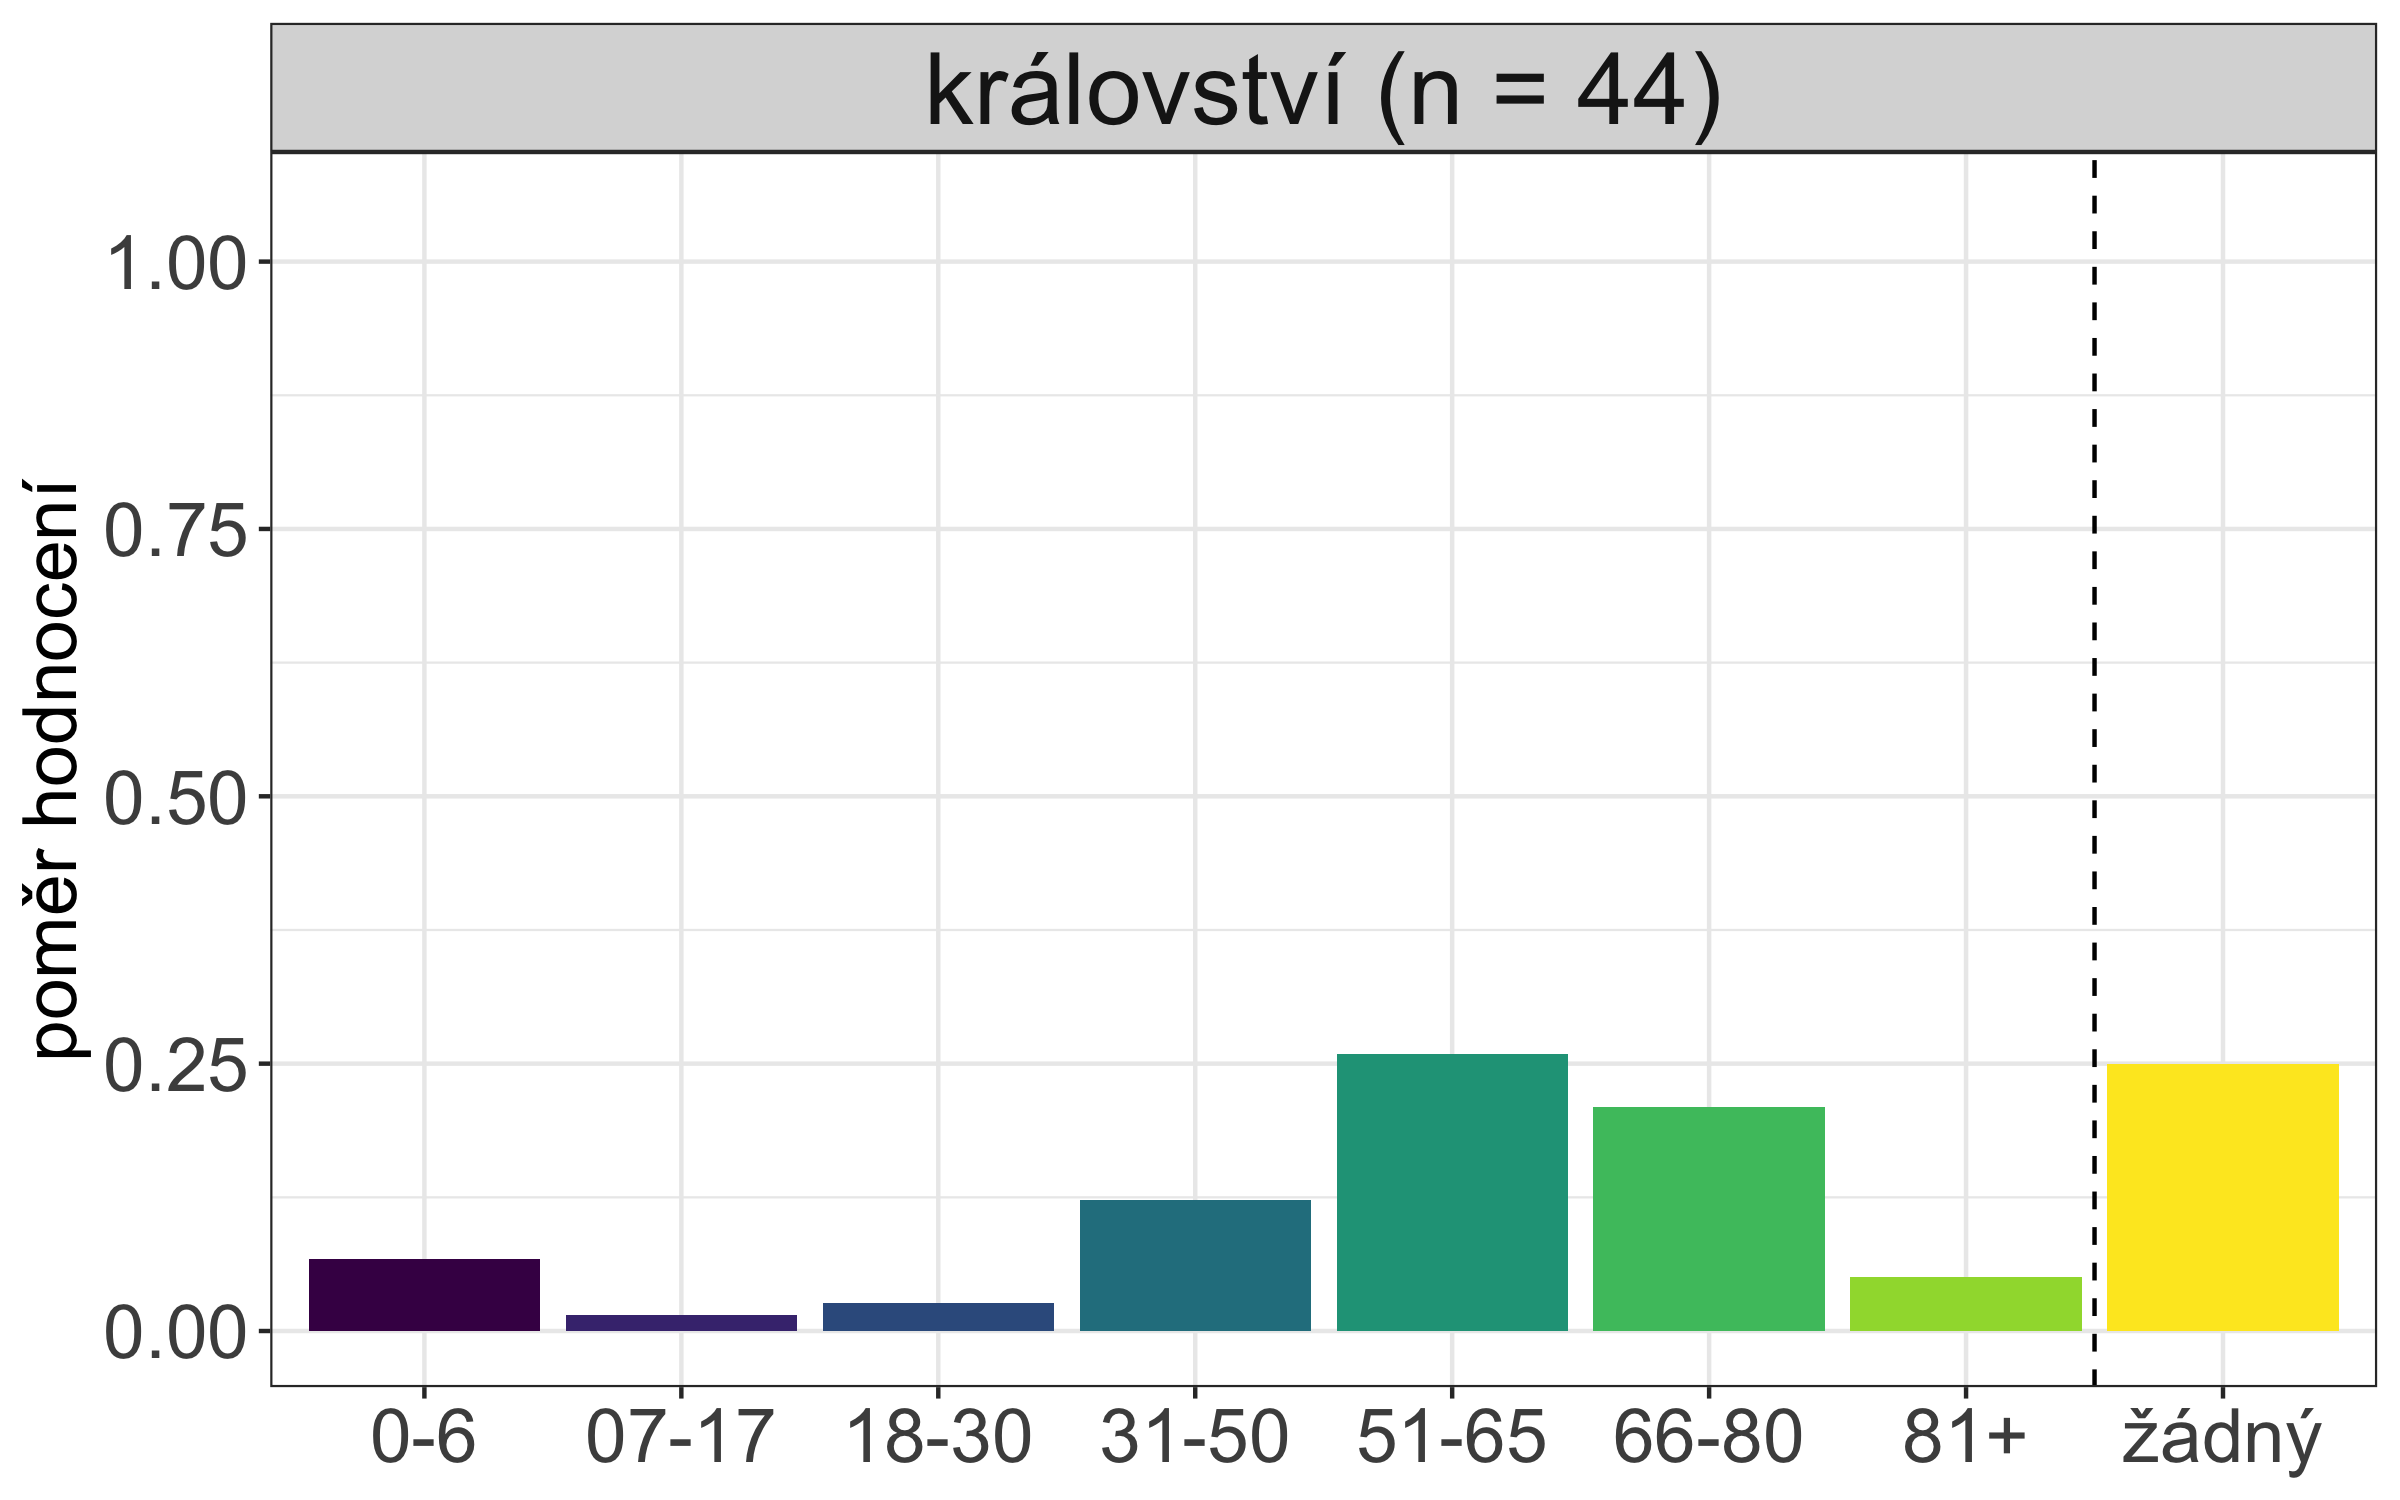 království (n = 44)
poměr hodnocení
1.00
0.75
0.50
0.25
0.00
0-6 07-17 18-30 31-50 51-65 66-80 81+ žádný